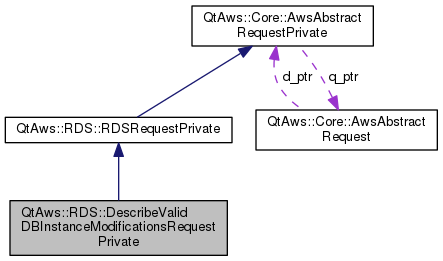 QtAws::Core::AwsAbstract
RequestPrivate
d_ptr
q_ptr
QtAws::RDS::RDSRequestPrivate
QtAws::Core::AwsAbstract
Request
QtAws::RDS::DescribeValid
DBInstanceModificationsRequest
Private